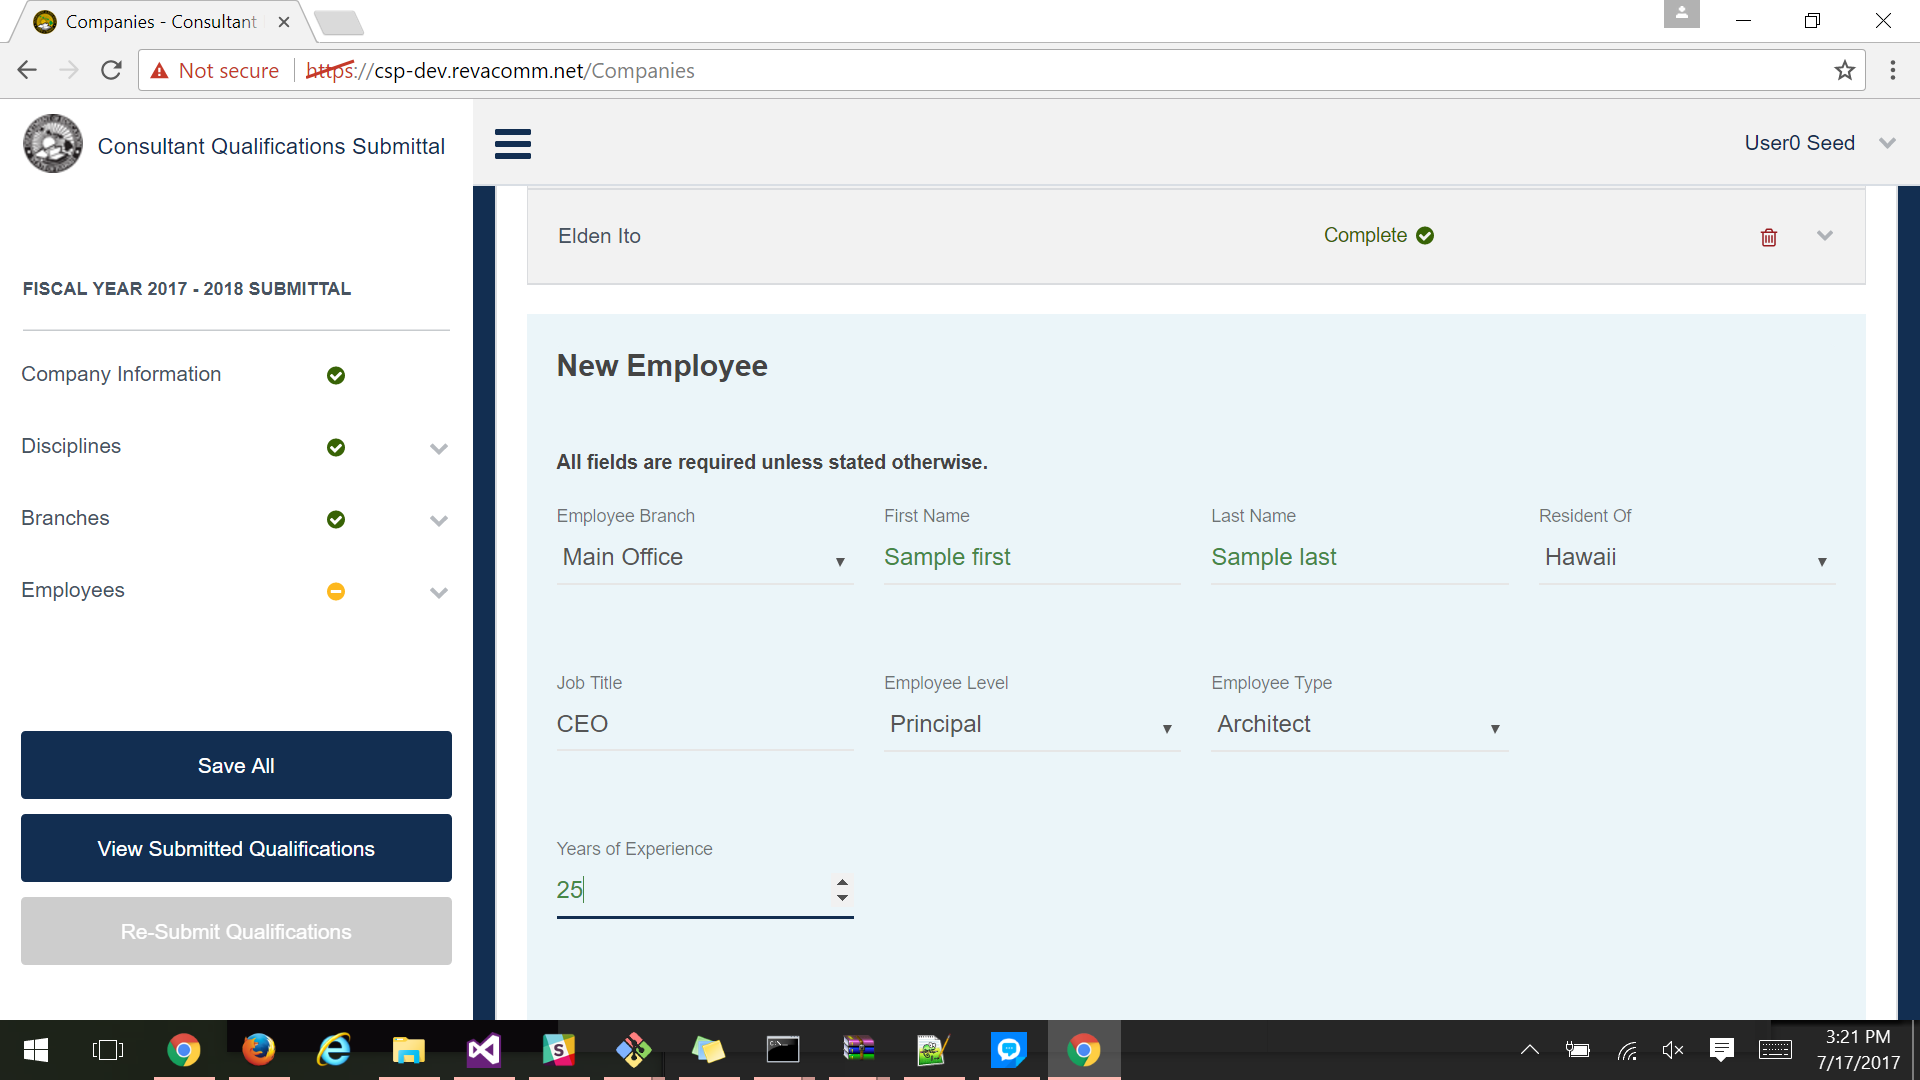 Companies - Consultant
Not secure https://csp-dev.revacomm.net/Companies
Consultant Qualifications Submittal
User0 Seed
Elden Ito
Complete
FISCAL YEAR 2017 - 2018 SUBMITTAL
Company Information
Disciplines
Branches
Employees
Save All
View Submitted Qualifications
Re-Submit Qualifications
New Employee
All fields are required unless stated otherwise.
Employee Branch First Name Last Name Resident Of
Main Office Sample first Sample last Hawaii
Job Title Employee Level Employee Type
CEO Principal Architect
Years of Experience
25
3:21 PM
7/17/2017